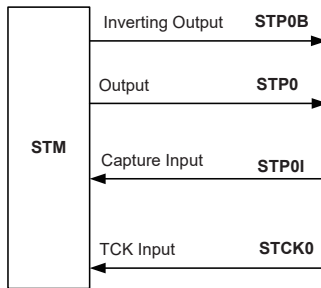 Inverting Output STP0B
Output STP0
STM
Capture Input STP0I
TCK Input STCK0